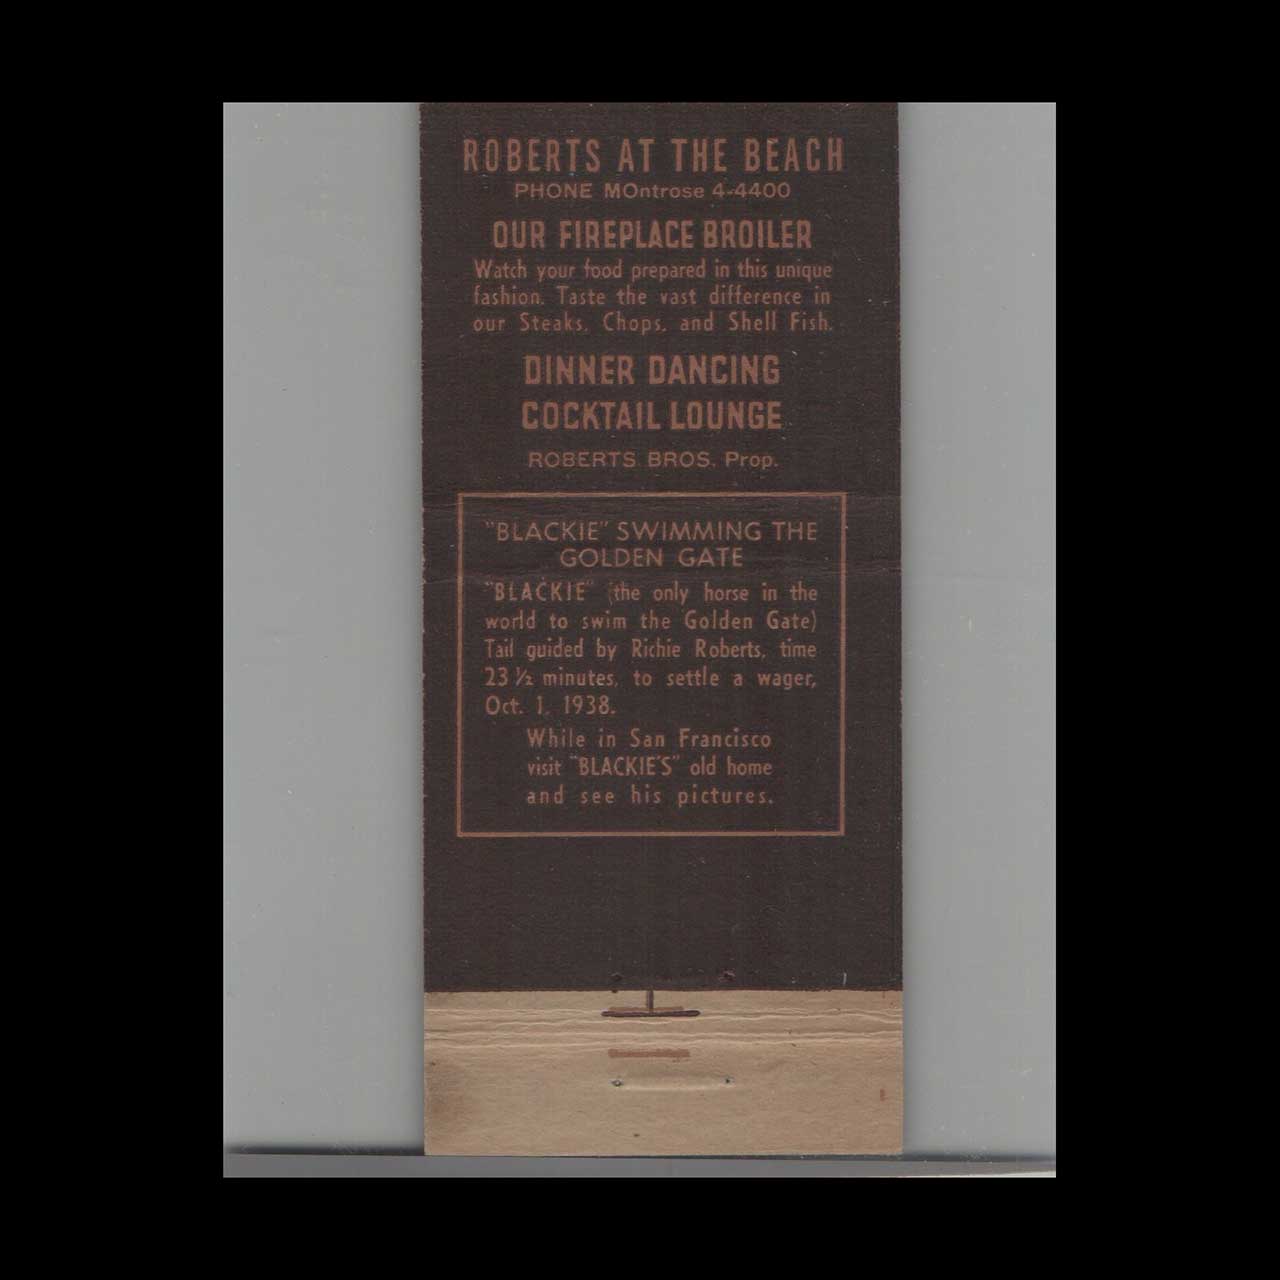 ROBERTS AT THE BEACH
PHONE MOntrose 4-4400
OUR FIREPLACE BROILER
Watch your food prepared in this unique
fashion. Taste the vast difference in
our Steaks, Chops, and Shell Fish.
DINNER DANCING
COCKTAIL LOUNGE
ROBERTS BROS. Prop.
"BLACKIE" SWIMMING THE
GOLDEN GATE
"BLACKIE" (the only horse in the
world to swim the Golden Gate)
Tail guided by Richie Roberts, time
23 ½ minutes, to settle a wager,
Oct. 1, 1938.
While in San Francisco
visit "BLACKIE'S" old home
and see his pictures.